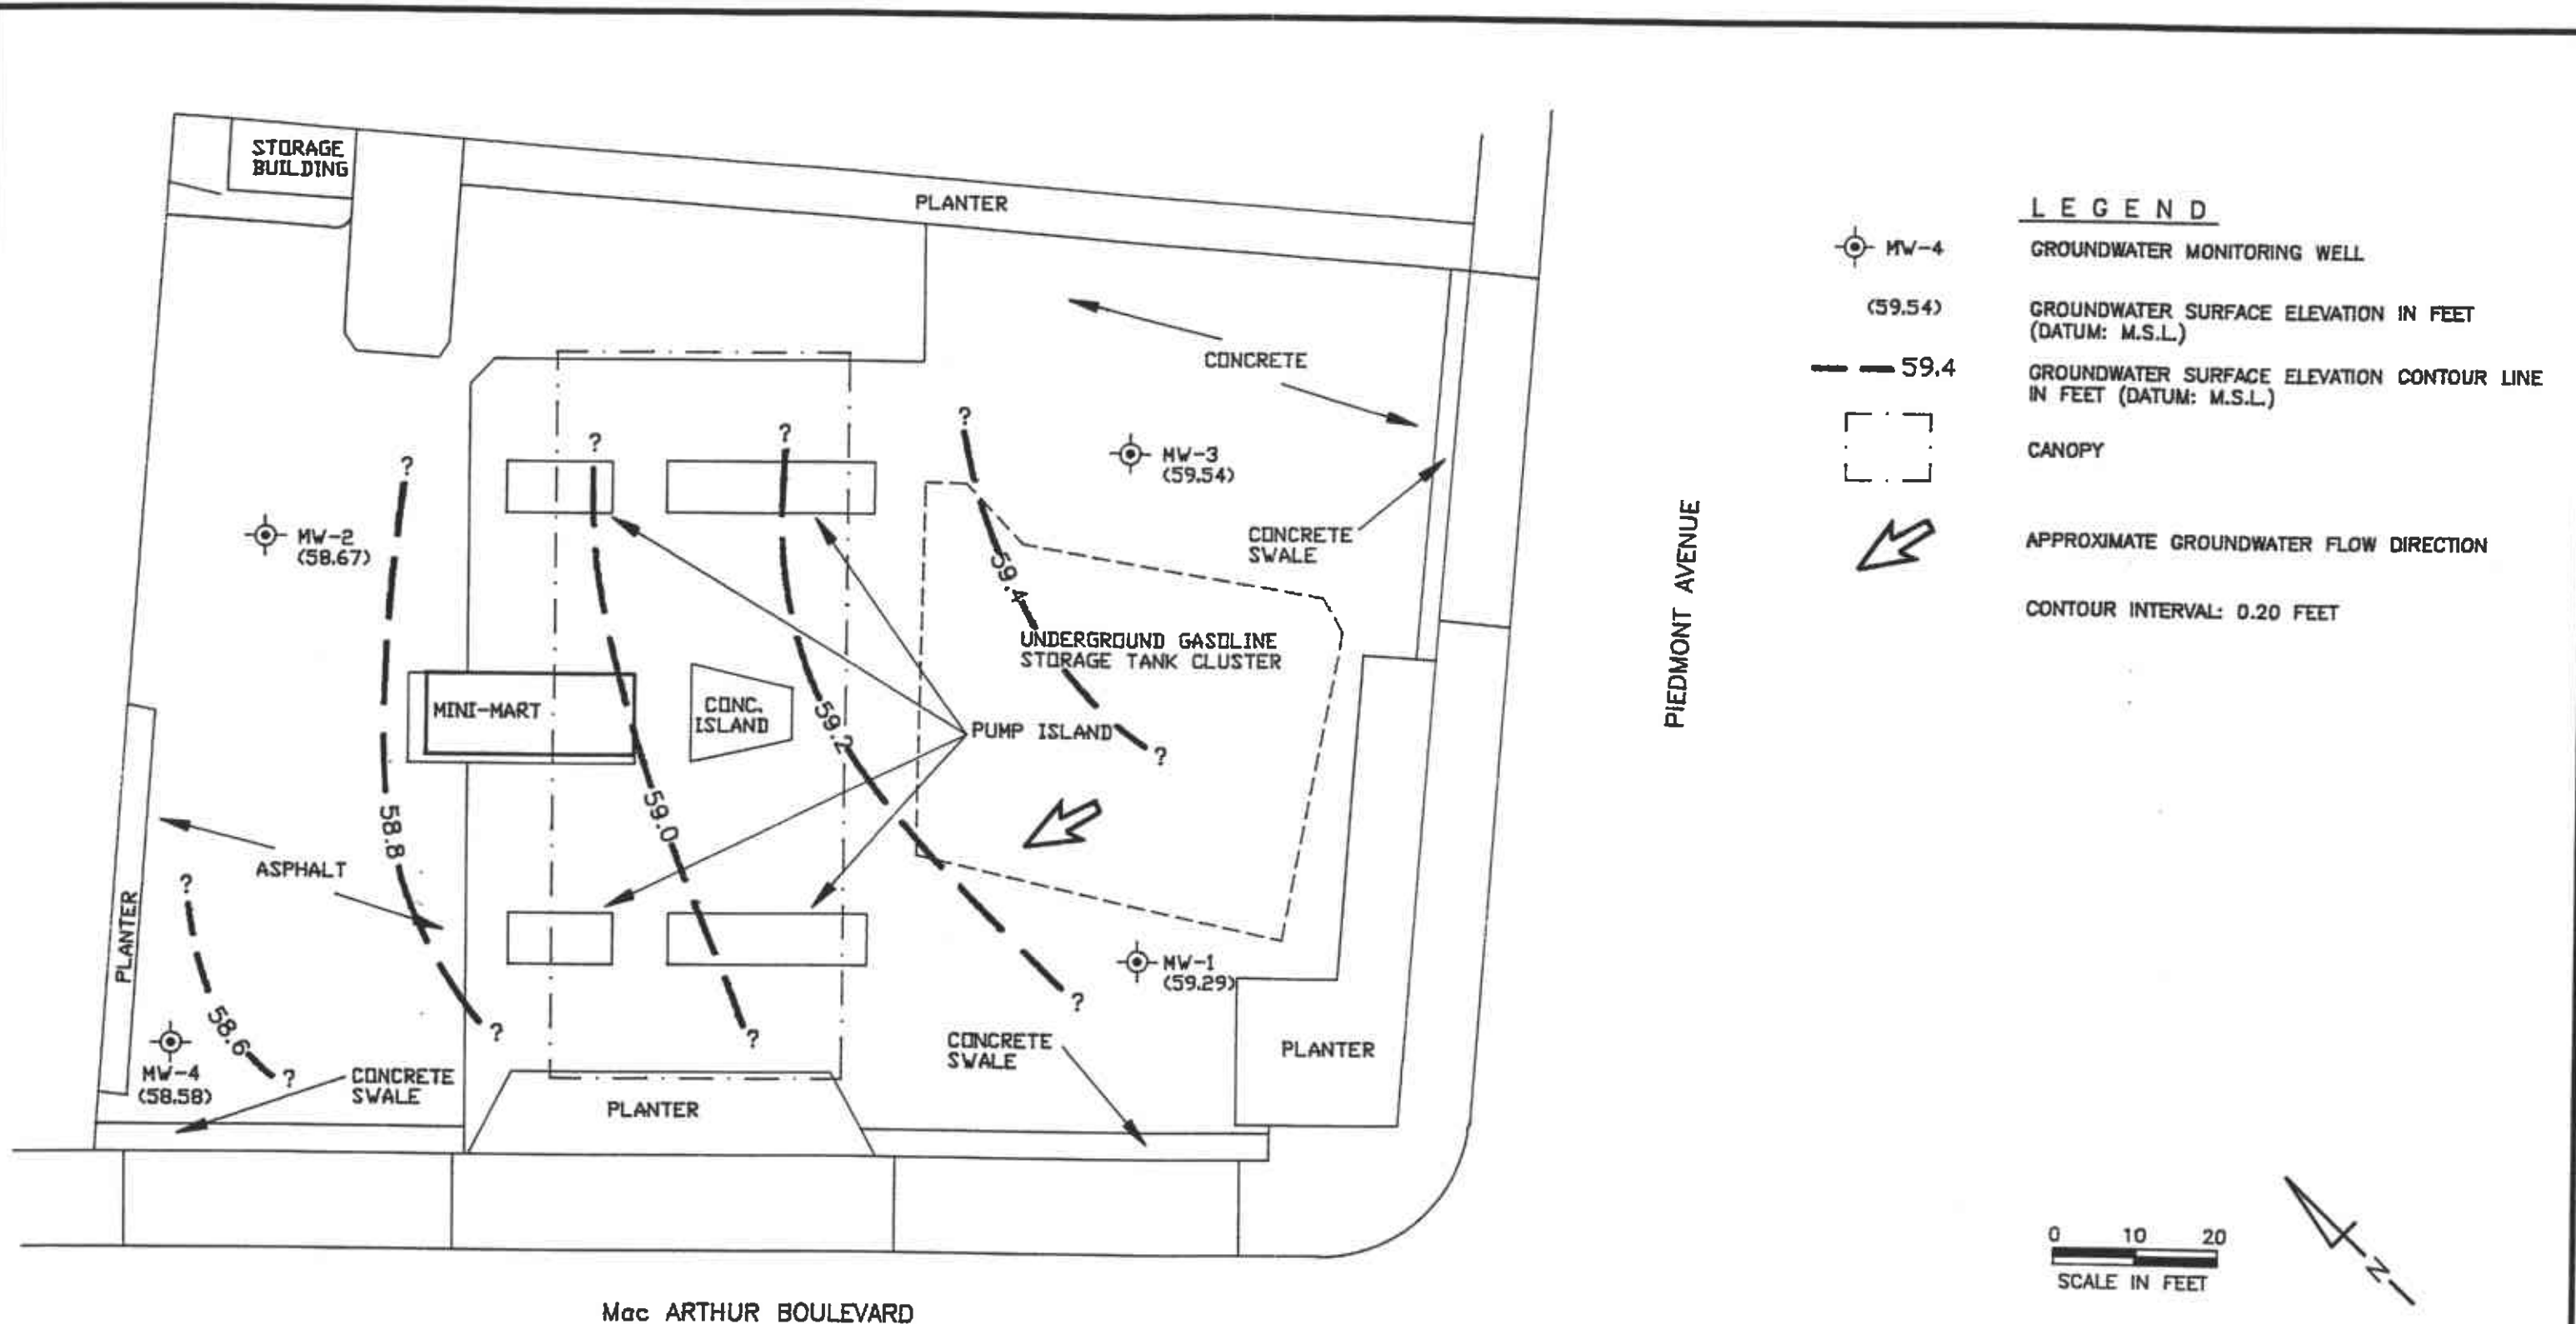 STORAGE
BUILDING
PLANTER
CONCRETE
?
?
?
?
MW-3
(59.54)
MW-2
(58.67)
CONCRETE
SWALE
59.4
UNDERGROUND GASOLINE
STORAGE TANK CLUSTER
MINI-MART
CONC.
ISLAND
59.2
PUMP ISLAND
?
59.0
58.8
ASPHALT
?
PLANTER
MW-1
(59.29)
?
58.6
?
?
MW-4
(58.58)
?
CONCRETE
SWALE
CONCRETE
SWALE
PLANTER
PLANTER
Mac ARTHUR BOULEVARD
PIEDMONT AVENUE
LEGEND
MW-4
GROUNDWATER MONITORING WELL
(59.54)
GROUNDWATER SURFACE ELEVATION IN FEET
(DATUM: M.S.L.)
59.4
GROUNDWATER SURFACE ELEVATION CONTOUR LINE
IN FEET (DATUM: M.S.L.)
CANOPY
APPROXIMATE GROUNDWATER FLOW DIRECTION
CONTOUR INTERVAL: 0.20 FEET
0 10 20
SCALE IN FEET
N